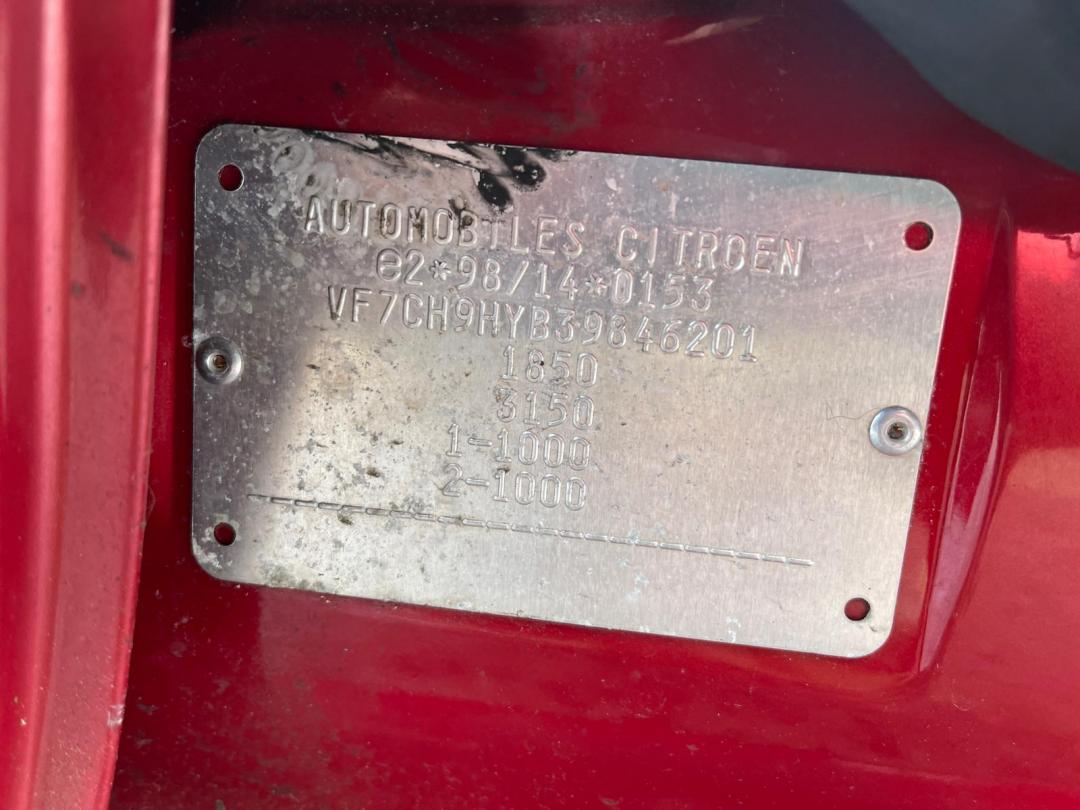 AUTOMOBILES CITROEN
e2*98/14*0153
VF7CH9HYB39846201
1850
3150
1-1000
2-1000